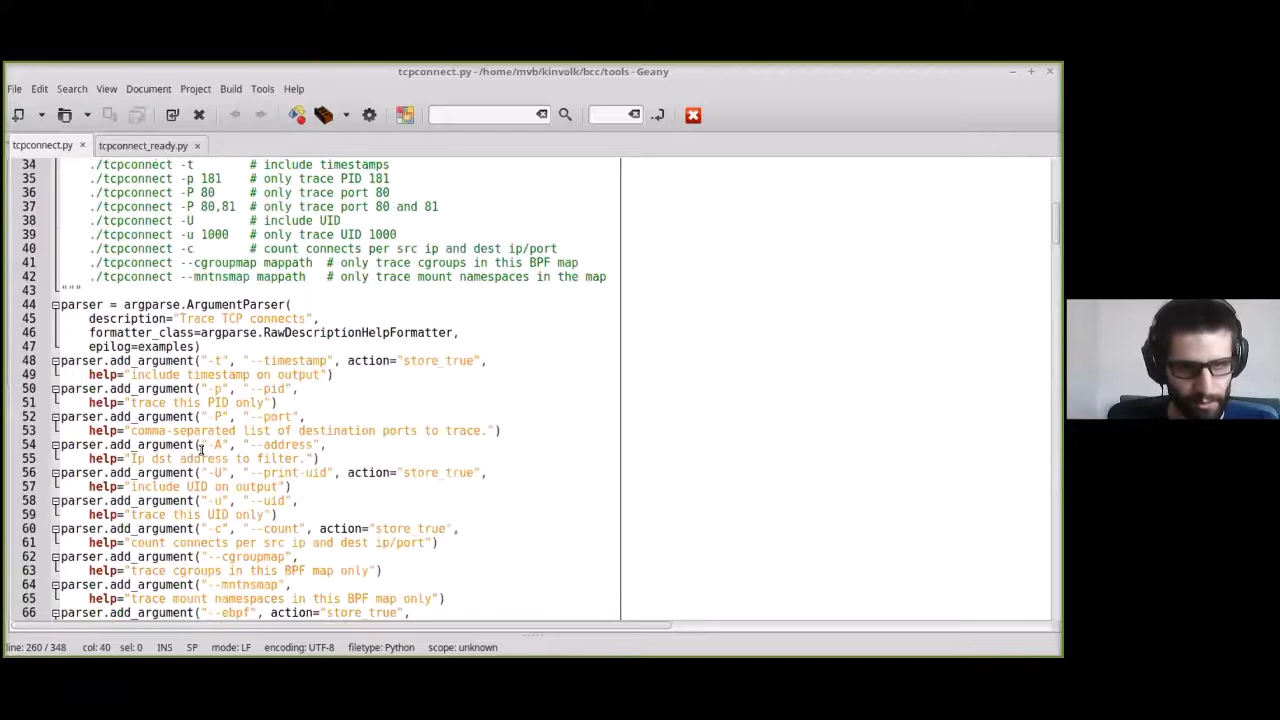 tcpconnect.py - /home/mvb/kinvolk/bcc/tools - Geany
File Edit Search View Document Project Build Tools Help
tcpconnect.py tcpconnect_ready.py
34 ./tcpconnect -t # include timestamps
35 ./tcpconnect -p 181 # only trace PID 181
36 ./tcpconnect -P 80 # only trace port 80
37 ./tcpconnect -P 80,81 # only trace port 80 and 81
38 ./tcpconnect -U # include UID
39 ./tcpconnect -u 1000 # only trace UID 1000
40 ./tcpconnect -c # count connects per src ip and dest ip/port
41 ./tcpconnect --cgroupmap mappath # only trace cgroups in this BPF map
42 ./tcpconnect --mntnsmap mappath # only trace mount namespaces in the map
43 """
44 parser = argparse.ArgumentParser(
45 description="Trace TCP connects",
46 formatter_class=argparse.RawDescriptionHelpFormatter,
47 epilog=examples)
48 parser.add_argument("-t", "--timestamp", action="store_true",
49 help="include timestamp on output")
50 parser.add_argument("-p", "--pid",
51 help="trace this PID only")
52 parser.add_argument("-P", "--port",
53 help="comma-separated list of destination ports to trace.")
54 parser.add_argument("-A", "--address",
55 help="Ip dst address to filter.")
56 parser.add_argument("-U", "--print-uid", action="store_true",
57 help="include UID on output")
58 parser.add_argument("-u", "--uid",
59 help="trace this UID only")
60 parser.add_argument("-c", "--count", action="store_true",
61 help="count connects per src ip and dest ip/port")
62 parser.add_argument("--cgroupmap",
63 help="trace cgroups in this BPF map only")
64 parser.add_argument("--mntnsmap",
65 help="trace mount namespaces in this BPF map only")
66 parser.add_argument("--ebpf", action="store_true",
line: 260 / 348 col: 40 sel: 0 INS SP mode: LF encoding: UTF-8 filetype: Python scope: unknown